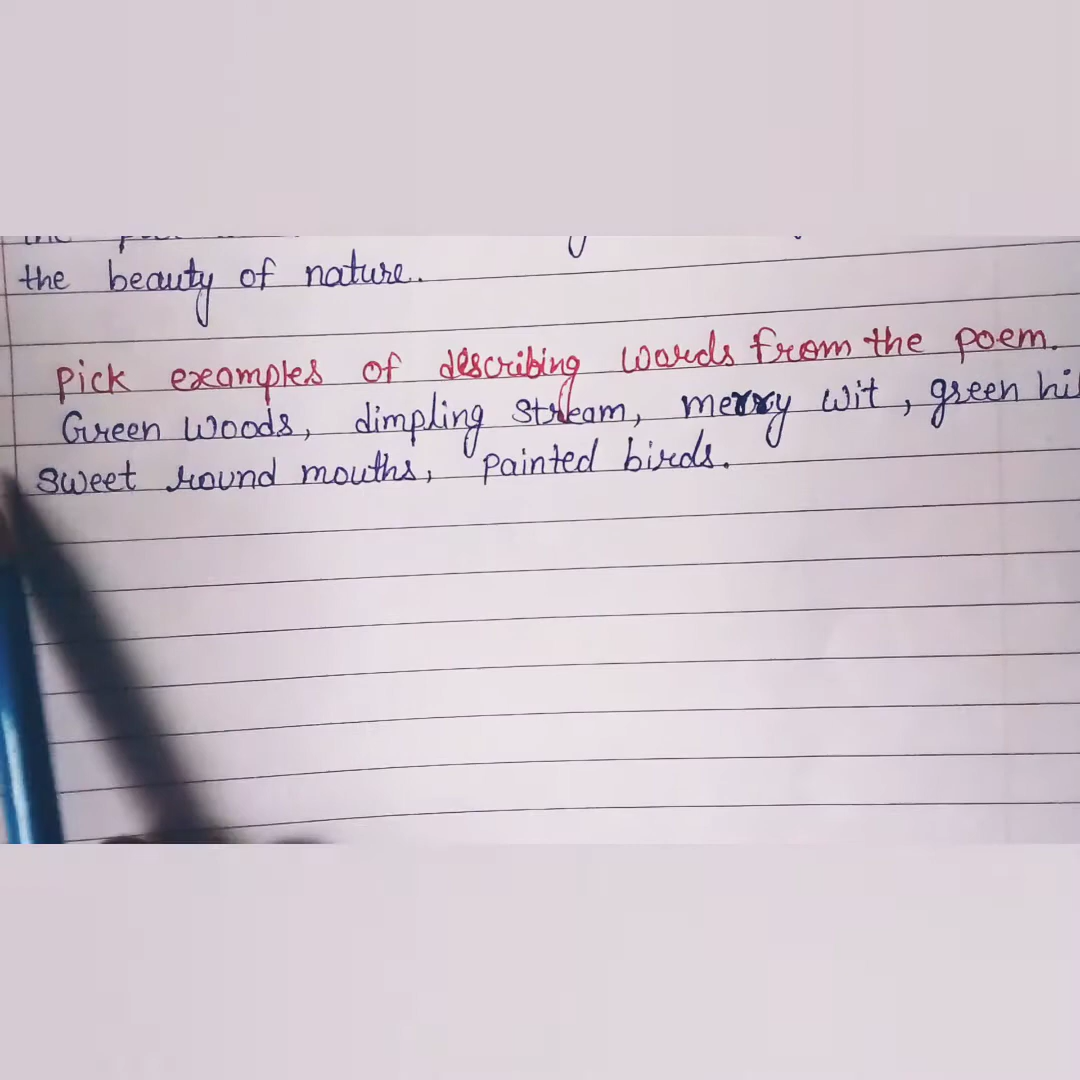 the beauty of nature.
Pick examples of describing words from the poem.
Green woods, dimpling stream, merry wit, green
sweet round mouths, painted birds.